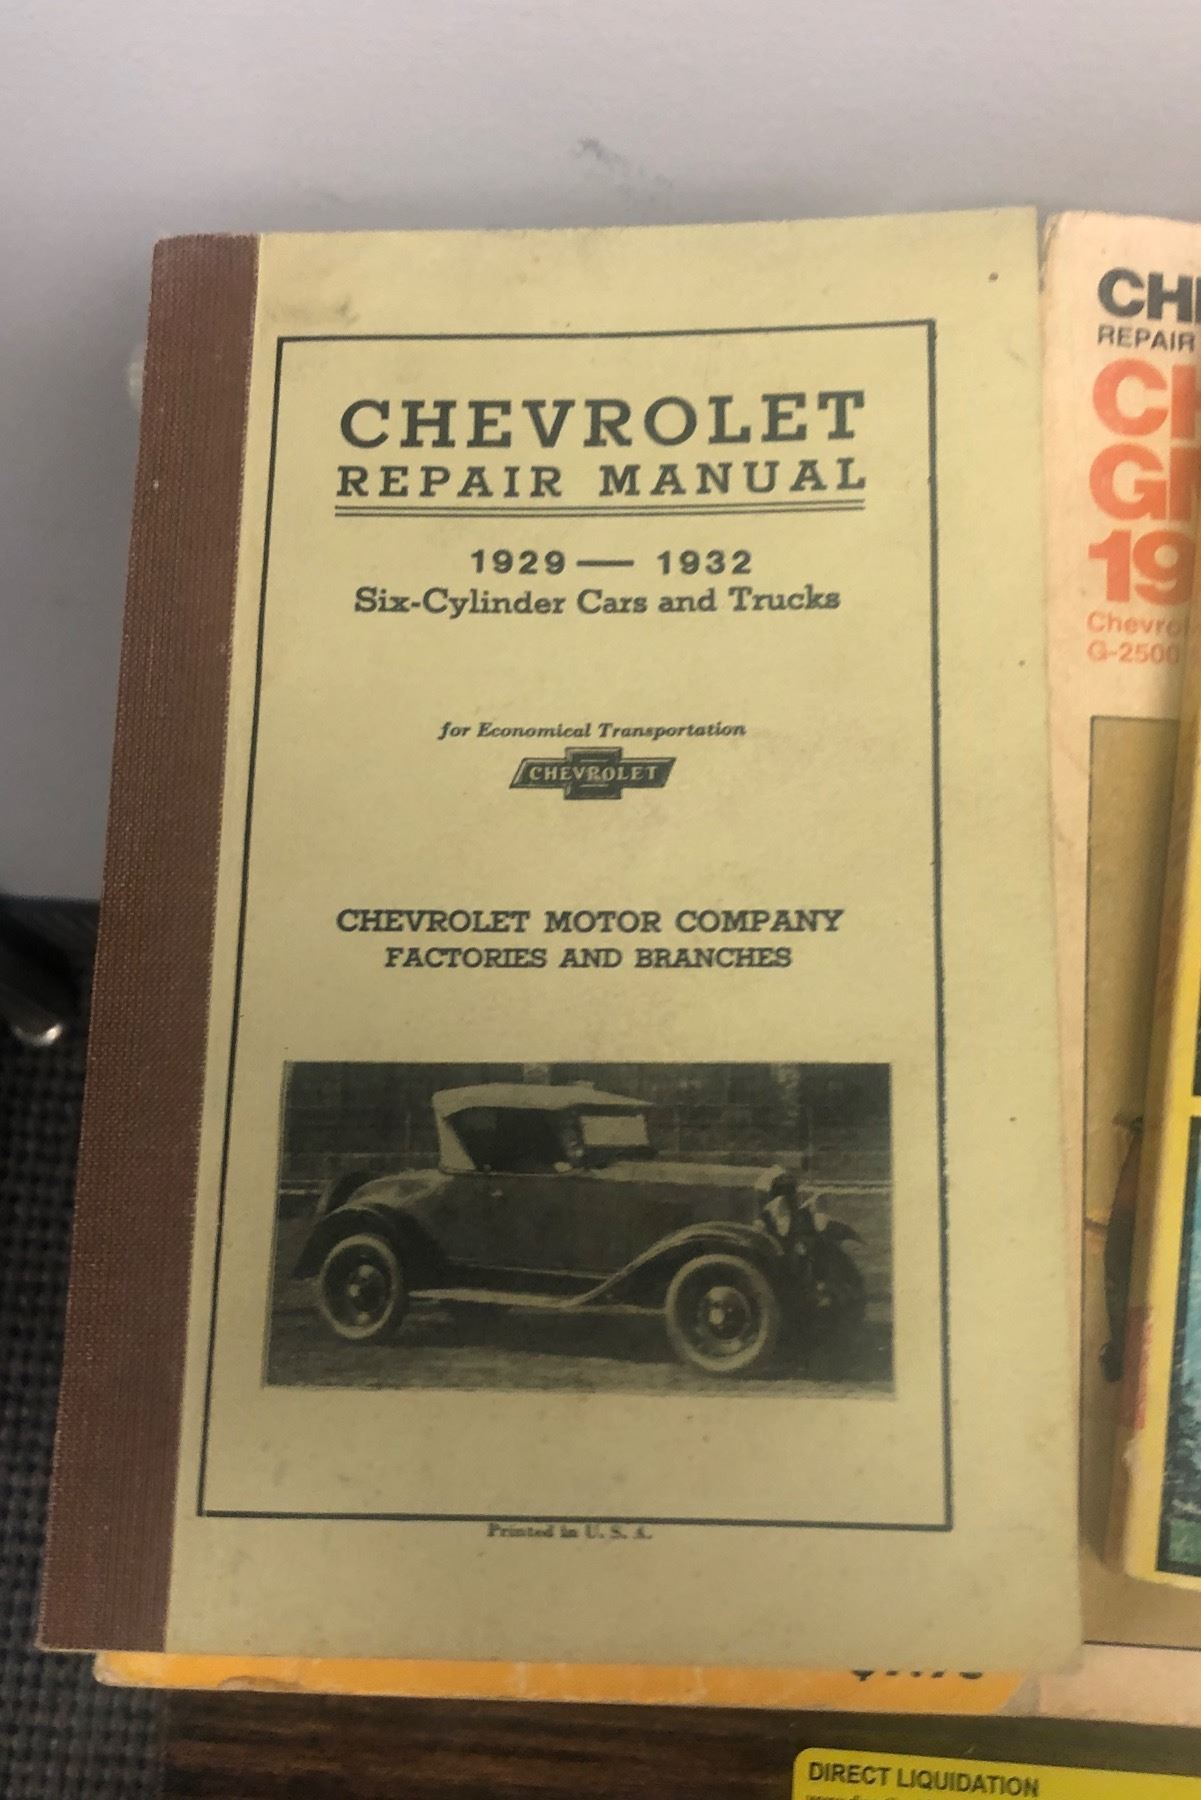 CHEVROLET
REPAIR MANUAL
1929 — 1932
Six-Cylinder Cars and Trucks
for Economical Transportation
CHEVROLET
CHEVROLET MOTOR COMPANY
FACTORIES AND BRANCHES
Printed in U. S. A.
REPAIR
19
G-2500
DIRECT LIQUIDATION